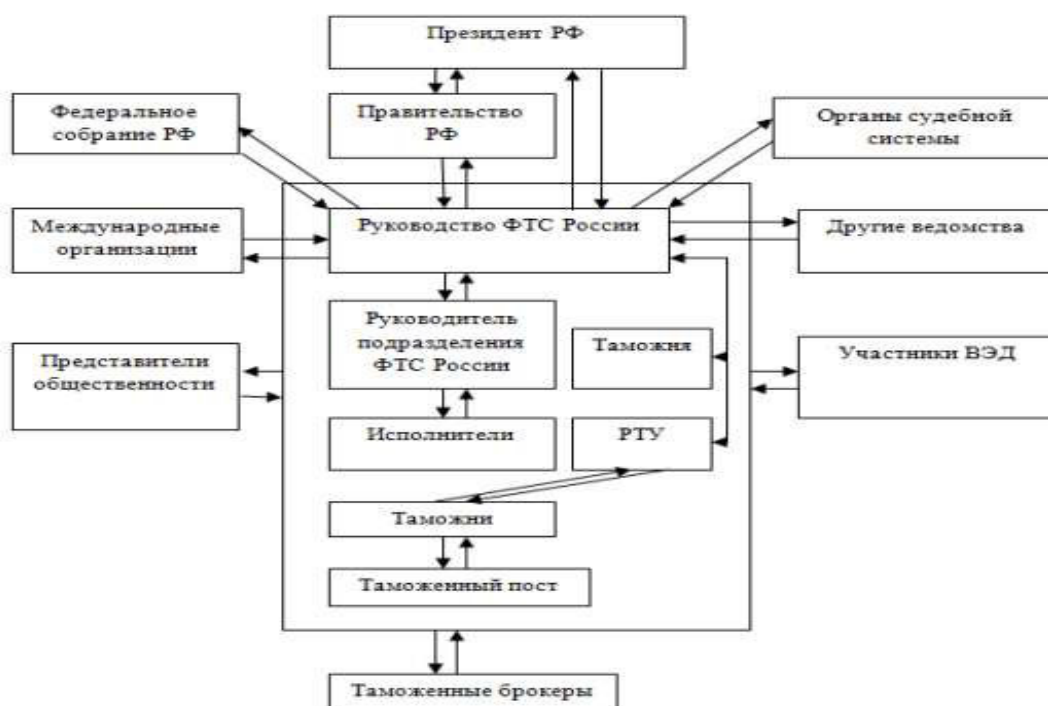 Президент РФ
Федеральное
собрание РФ
Правительство
РФ
Органы судебной
системы
Международные
организации
Руководство ФТС России
Другие ведомства
Руководитель
подразделения
ФТС России
Таможня
Представители
общественности
Участники ВЭД
Исполнители
РТУ
Таможни
Таможенный пост
Таможенные брокеры